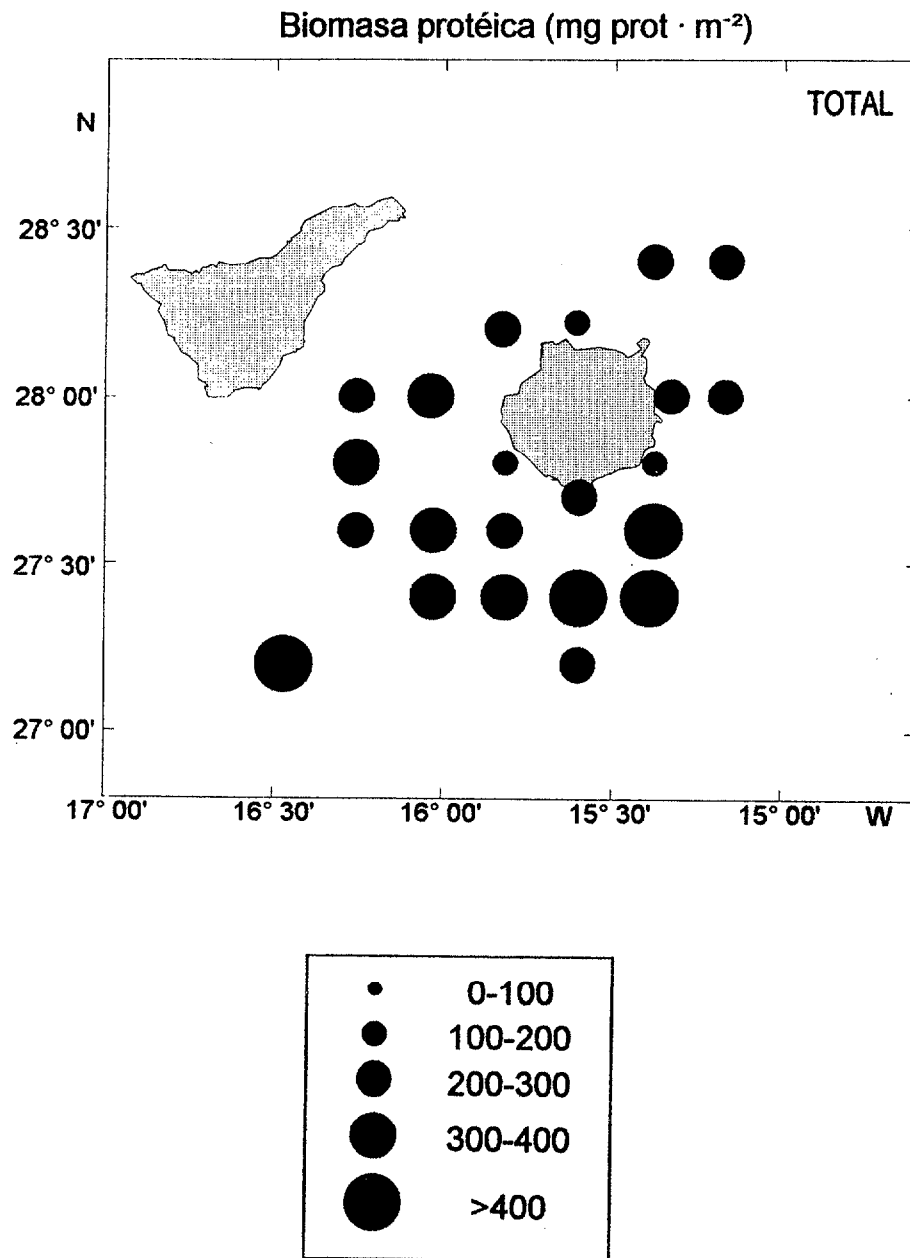 Biomasa protéica (mg prot · m⁻²)
TOTAL
N
28° 30'
28° 00'
27° 30'
27° 00'
17° 00' 16° 30' 16° 00' 15° 30' 15° 00' W
0-100
100-200
200-300
300-400
>400